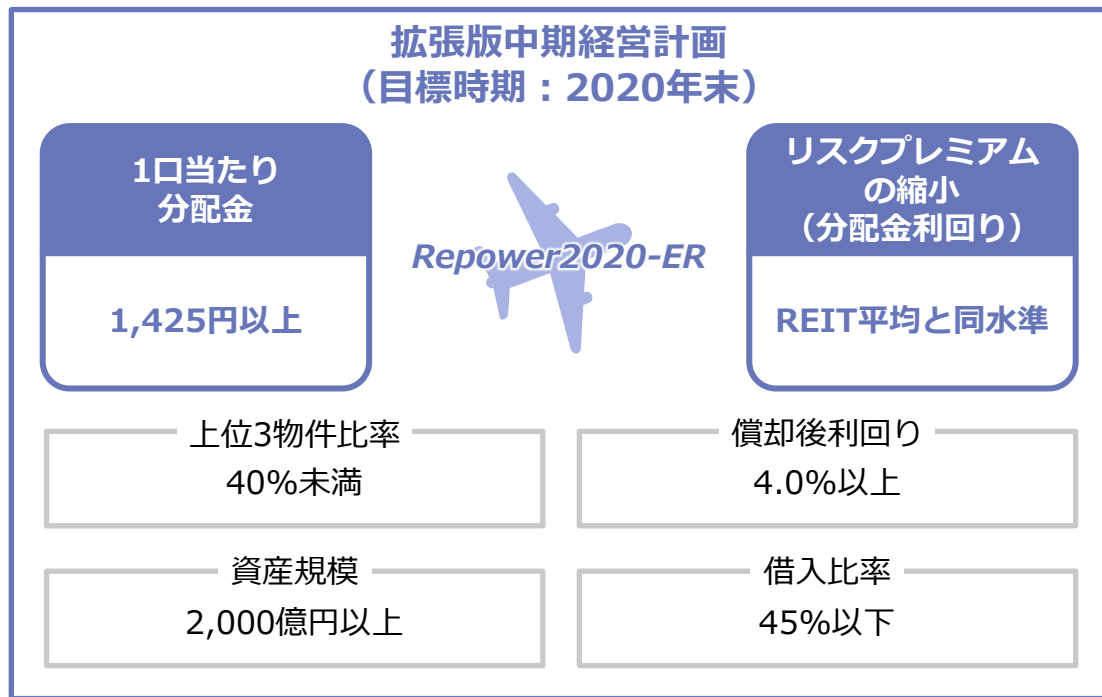 拡張版中期経営計画
（目標時期：2020年末）
1口当たり
分配金
1,425円以上
Repower2020-ER
リスクプレミアム
の縮小
（分配金利回り）
REIT平均と同水準
上位3物件比率
40%未満
償却後利回り
4.0%以上
資産規模
2,000億円以上
借入比率
45%以下